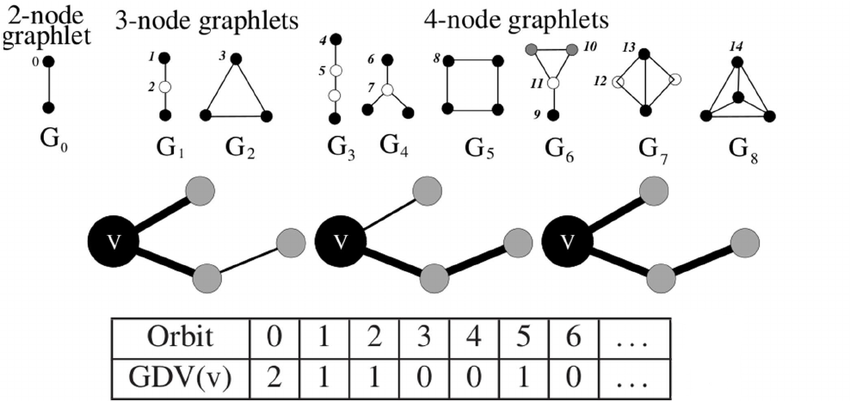 2-node graphlet
3-node graphlets
4-node graphlets
0
1
2
3
4
5
6
7
8
9
10
11
12
13
14
G₀
G₁
G₂
G₃
G₄
G₅
G₆
G₇
G₈
V
V
V
Orbit 0 1 2 3 4 5 6 ...
GDV(v) 2 1 1 0 0 1 0 ...